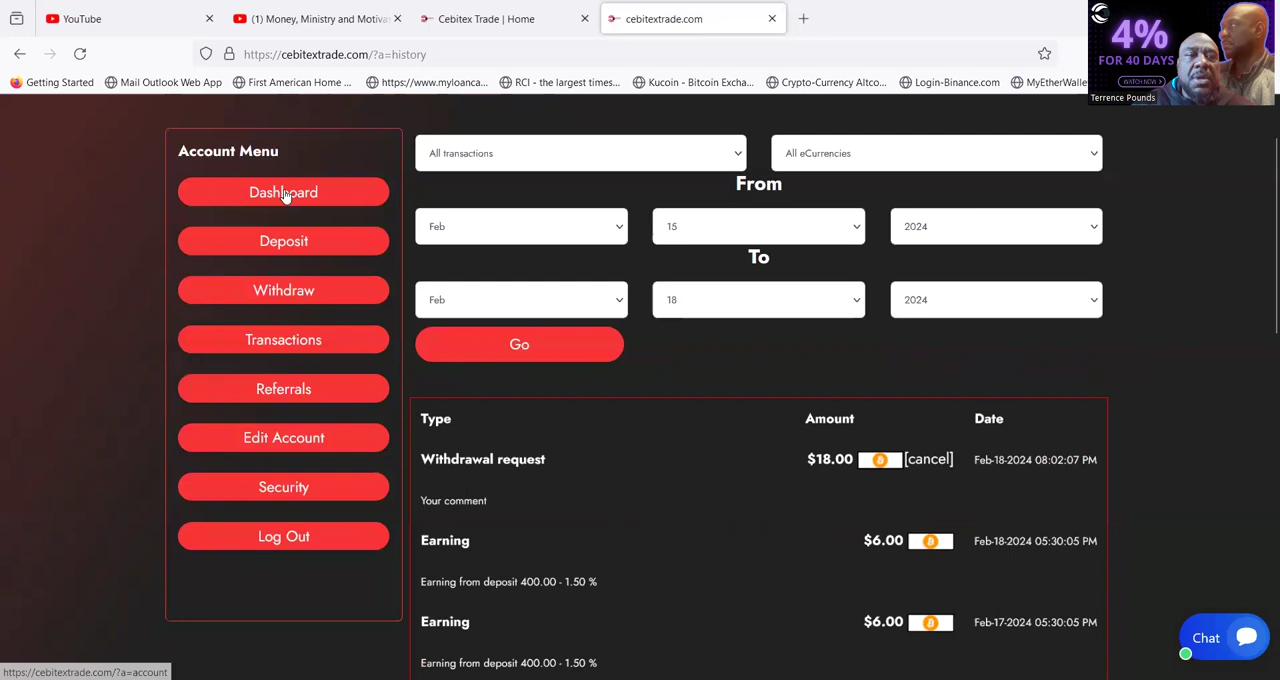 YouTube
(1) Money, Ministry and Motiva
Cebitex Trade | Home
cebitextrade.com
https://cebitextrade.com/?a=history
Getting Started
Mail Outlook Web App
First American Home ...
https://www.myloanca...
RCI - the largest times...
Kucoin - Bitcoin Excha...
Crypto-Currency Altco...
Login-Binance.com
MyEtherWalle
4%
FOR 40 DAYS
WATCH NOW
Terrence Pounds
Account Menu
Dashboard
Deposit
Withdraw
Transactions
Referrals
Edit Account
Security
Log Out
All transactions
All eCurrencies
From
Feb
15
2024
To
Feb
18
2024
Go
Type Amount Date
Withdrawal request $18.00 [cancel] Feb-18-2024 08:02:07 PM
Your comment
Earning $6.00 Feb-18-2024 05:30:05 PM
Earning from deposit 400.00 - 1.50 %
Earning $6.00 Feb-17-2024 05:30:05 PM
Earning from deposit 400.00 - 1.50 %
Chat
https://cebitextrade.com/?a=account